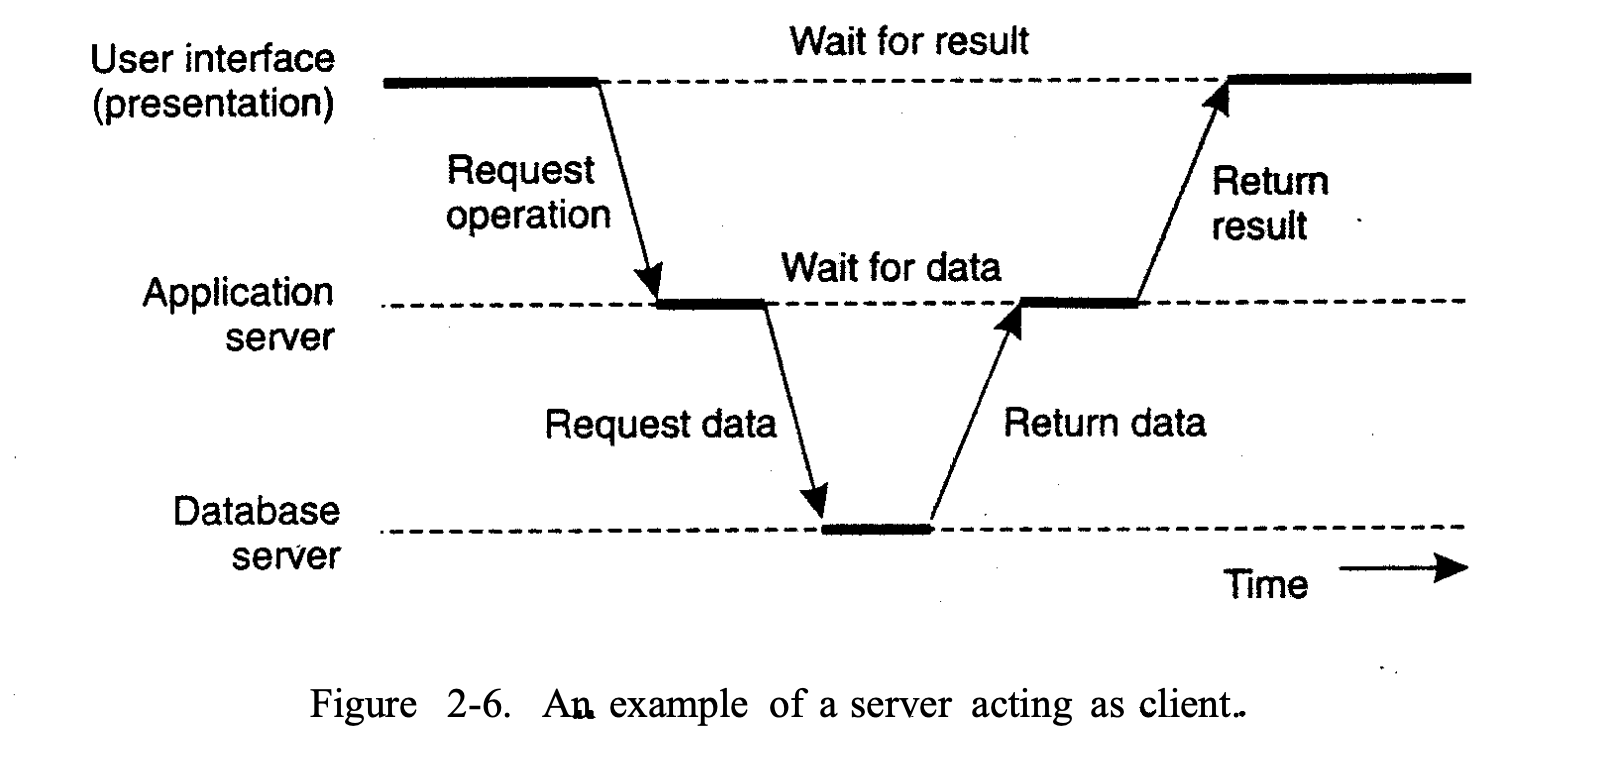 Wait for result
User interface
(presentation)
Request
operation
Return
result
Wait for data
Application
server
Request data
Return data
Database
server
Time
Figure 2-6. An example of a server acting as client..